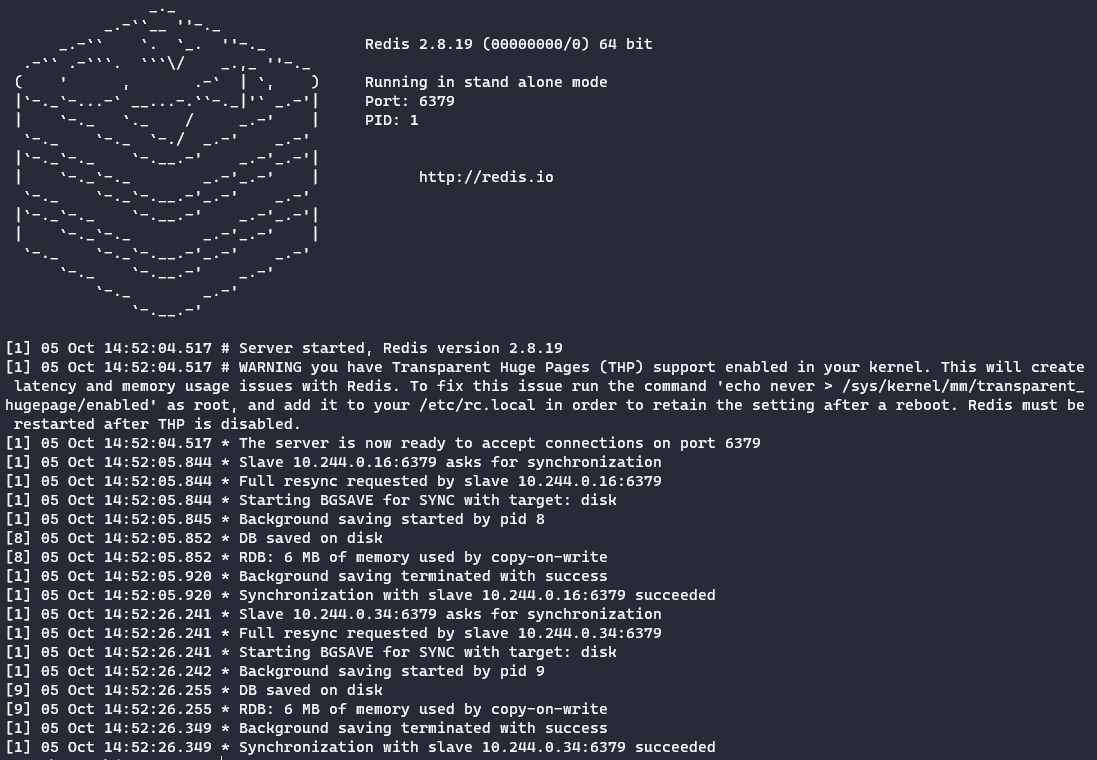 Redis 2.8.19 (00000000/0) 64 bit
Running in stand alone mode
Port: 6379
PID: 1
http://redis.io
[1] 05 Oct 14:52:04.517 # Server started, Redis version 2.8.19
[1] 05 Oct 14:52:04.517 # WARNING you have Transparent Huge Pages (THP) support enabled in your kernel. This will create
latency and memory usage issues with Redis. To fix this issue run the command 'echo never > /sys/kernel/mm/transparent_
hugepage/enabled' as root, and add it to your /etc/rc.local in order to retain the setting after a reboot. Redis must be
restarted after THP is disabled.
[1] 05 Oct 14:52:04.517 * The server is now ready to accept connections on port 6379
[1] 05 Oct 14:52:05.844 * Slave 10.244.0.16:6379 asks for synchronization
[1] 05 Oct 14:52:05.844 * Full resync requested by slave 10.244.0.16:6379
[1] 05 Oct 14:52:05.844 * Starting BGSAVE for SYNC with target: disk
[1] 05 Oct 14:52:05.845 * Background saving started by pid 8
[8] 05 Oct 14:52:05.852 * DB saved on disk
[8] 05 Oct 14:52:05.852 * RDB: 6 MB of memory used by copy-on-write
[1] 05 Oct 14:52:05.920 * Background saving terminated with success
[1] 05 Oct 14:52:05.920 * Synchronization with slave 10.244.0.16:6379 succeeded
[1] 05 Oct 14:52:26.241 * Slave 10.244.0.34:6379 asks for synchronization
[1] 05 Oct 14:52:26.241 * Full resync requested by slave 10.244.0.34:6379
[1] 05 Oct 14:52:26.241 * Starting BGSAVE for SYNC with target: disk
[1] 05 Oct 14:52:26.242 * Background saving started by pid 9
[9] 05 Oct 14:52:26.255 * DB saved on disk
[9] 05 Oct 14:52:26.255 * RDB: 6 MB of memory used by copy-on-write
[1] 05 Oct 14:52:26.349 * Background saving terminated with success
[1] 05 Oct 14:52:26.349 * Synchronization with slave 10.244.0.34:6379 succeeded